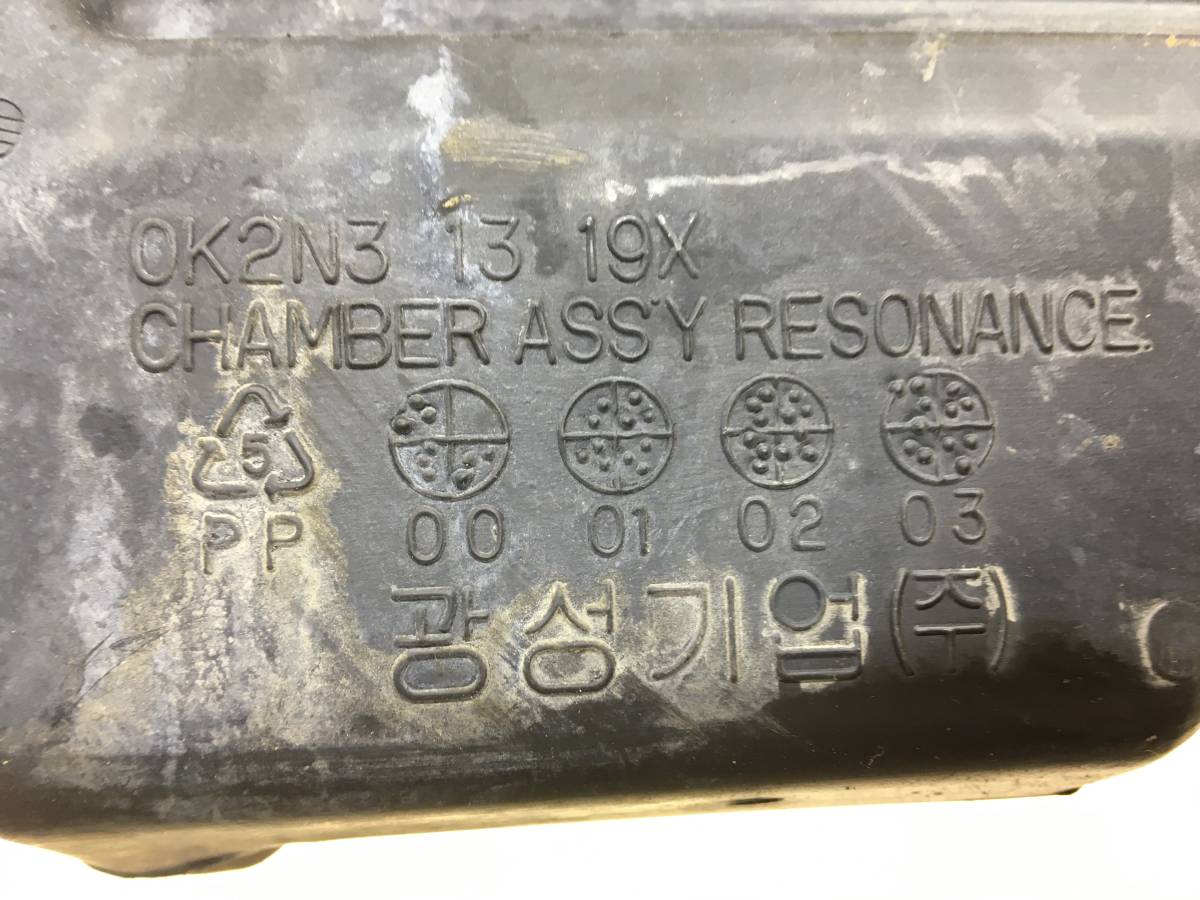 0K2N3 13 19X
CHAMBER ASS'Y RESONANCE.
5
PP 00 01 02 03
광성기업(주)